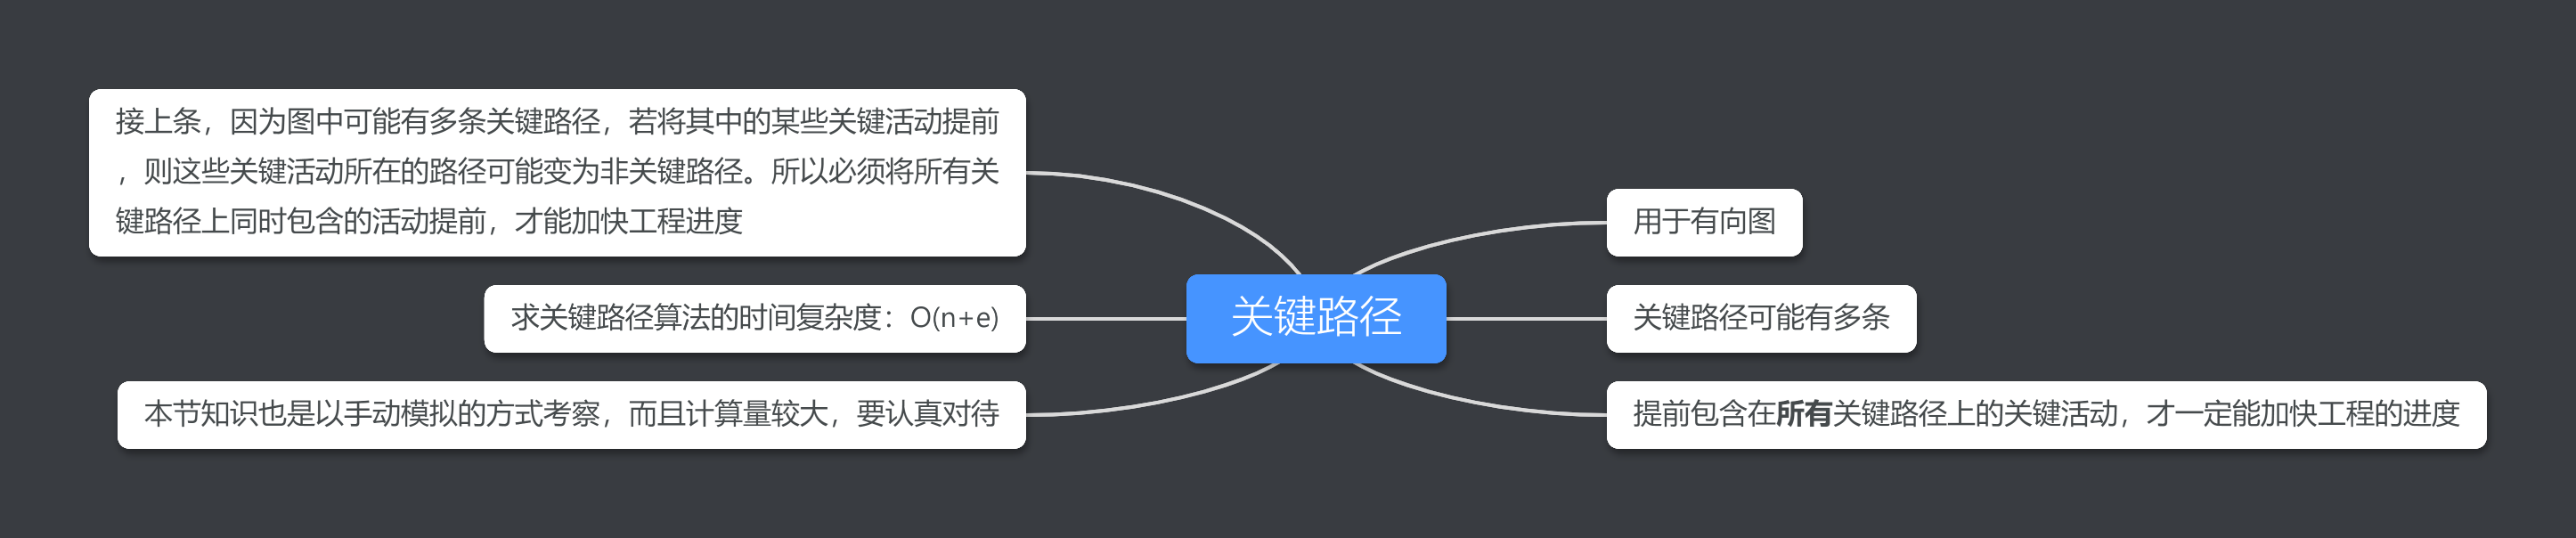 关键路径
用于有向图
关键路径可能有多条
提前包含在所有关键路径上的关键活动，才一定能加快工程的进度
接上条，因为图中可能有多条关键路径，若将其中的某些关键活动提前
，则这些关键活动所在的路径可能变为非关键路径。所以必须将所有关
键路径上同时包含的活动提前，才能加快工程进度
求关键路径算法的时间复杂度：O(n+e)
本节知识也是以手动模拟的方式考察，而且计算量较大，要认真对待